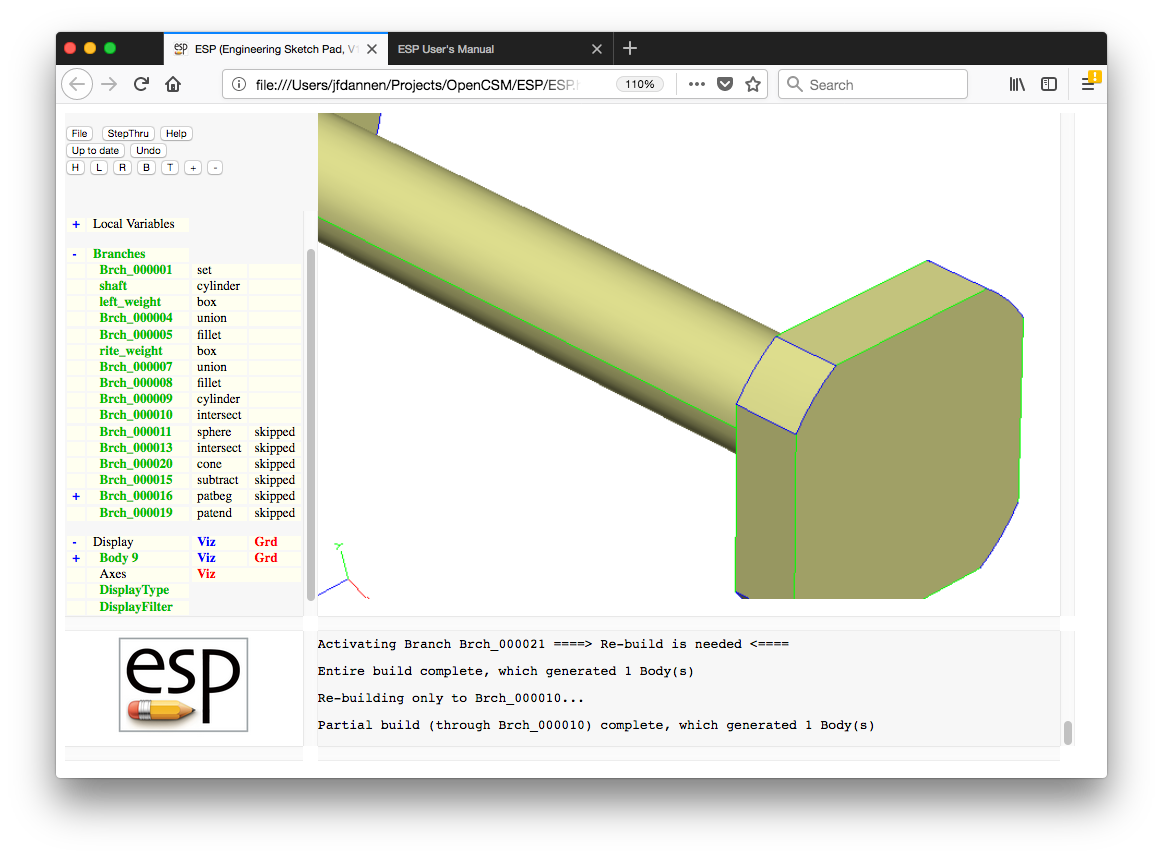 ESP (Engineering Sketch Pad, V1
ESP User's Manual
file:///Users/jfdannen/Projects/OpenCSM/ESP/ESP.
110%
Search
File StepThru Help
Up to date Undo
H L R B T + -
+ Local Variables
- Branches
Brch_000001 set
shaft cylinder
left_weight box
Brch_000004 union
Brch_000005 fillet
rite_weight box
Brch_000007 union
Brch_000008 fillet
Brch_000009 cylinder
Brch_000010 intersect
Brch_000011 sphere skipped
Brch_000013 intersect skipped
Brch_000020 cone skipped
Brch_000015 subtract skipped
+ Brch_000016 patbeg skipped
Brch_000019 patend skipped
- Display Viz Grd
+ Body 9 Viz Grd
Axes Viz
DisplayType
DisplayFilter
esp
Activating Branch Brch_000021 ====> Re-build is needed <====
Entire build complete, which generated 1 Body(s)
Re-building only to Brch_000010...
Partial build (through Brch_000010) complete, which generated 1 Body(s)